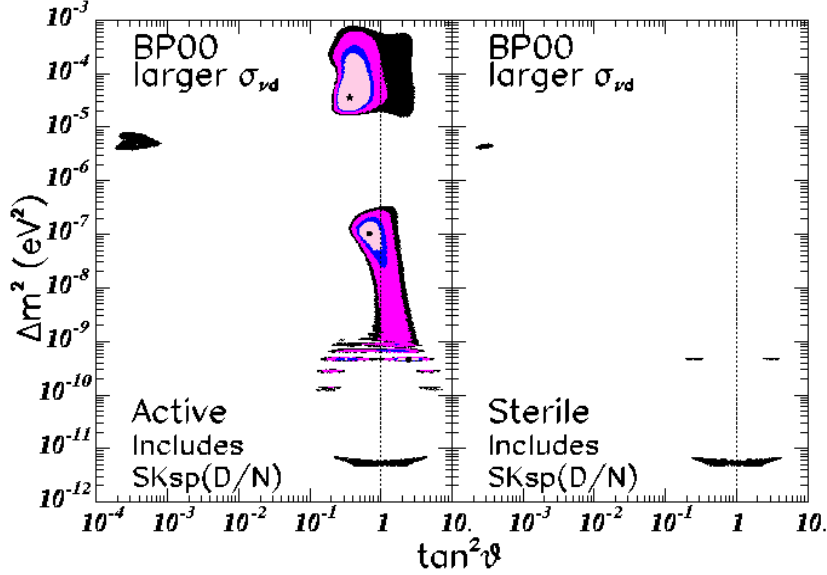 BP00
larger σνd
BP00
larger σνd
10⁻³
10⁻⁴
10⁻⁵
10⁻⁶
10⁻⁷
10⁻⁸
10⁻⁹
10⁻¹⁰
10⁻¹¹
10⁻¹²
Δm² (eV²)
Active
Includes
SKsp(D/N)
Sterile
Includes
SKsp(D/N)
10⁻⁴ 10⁻³ 10⁻² 10⁻¹ 1 10. 10⁻³ 10⁻² 10⁻¹ 1 10.
tan²ϑ